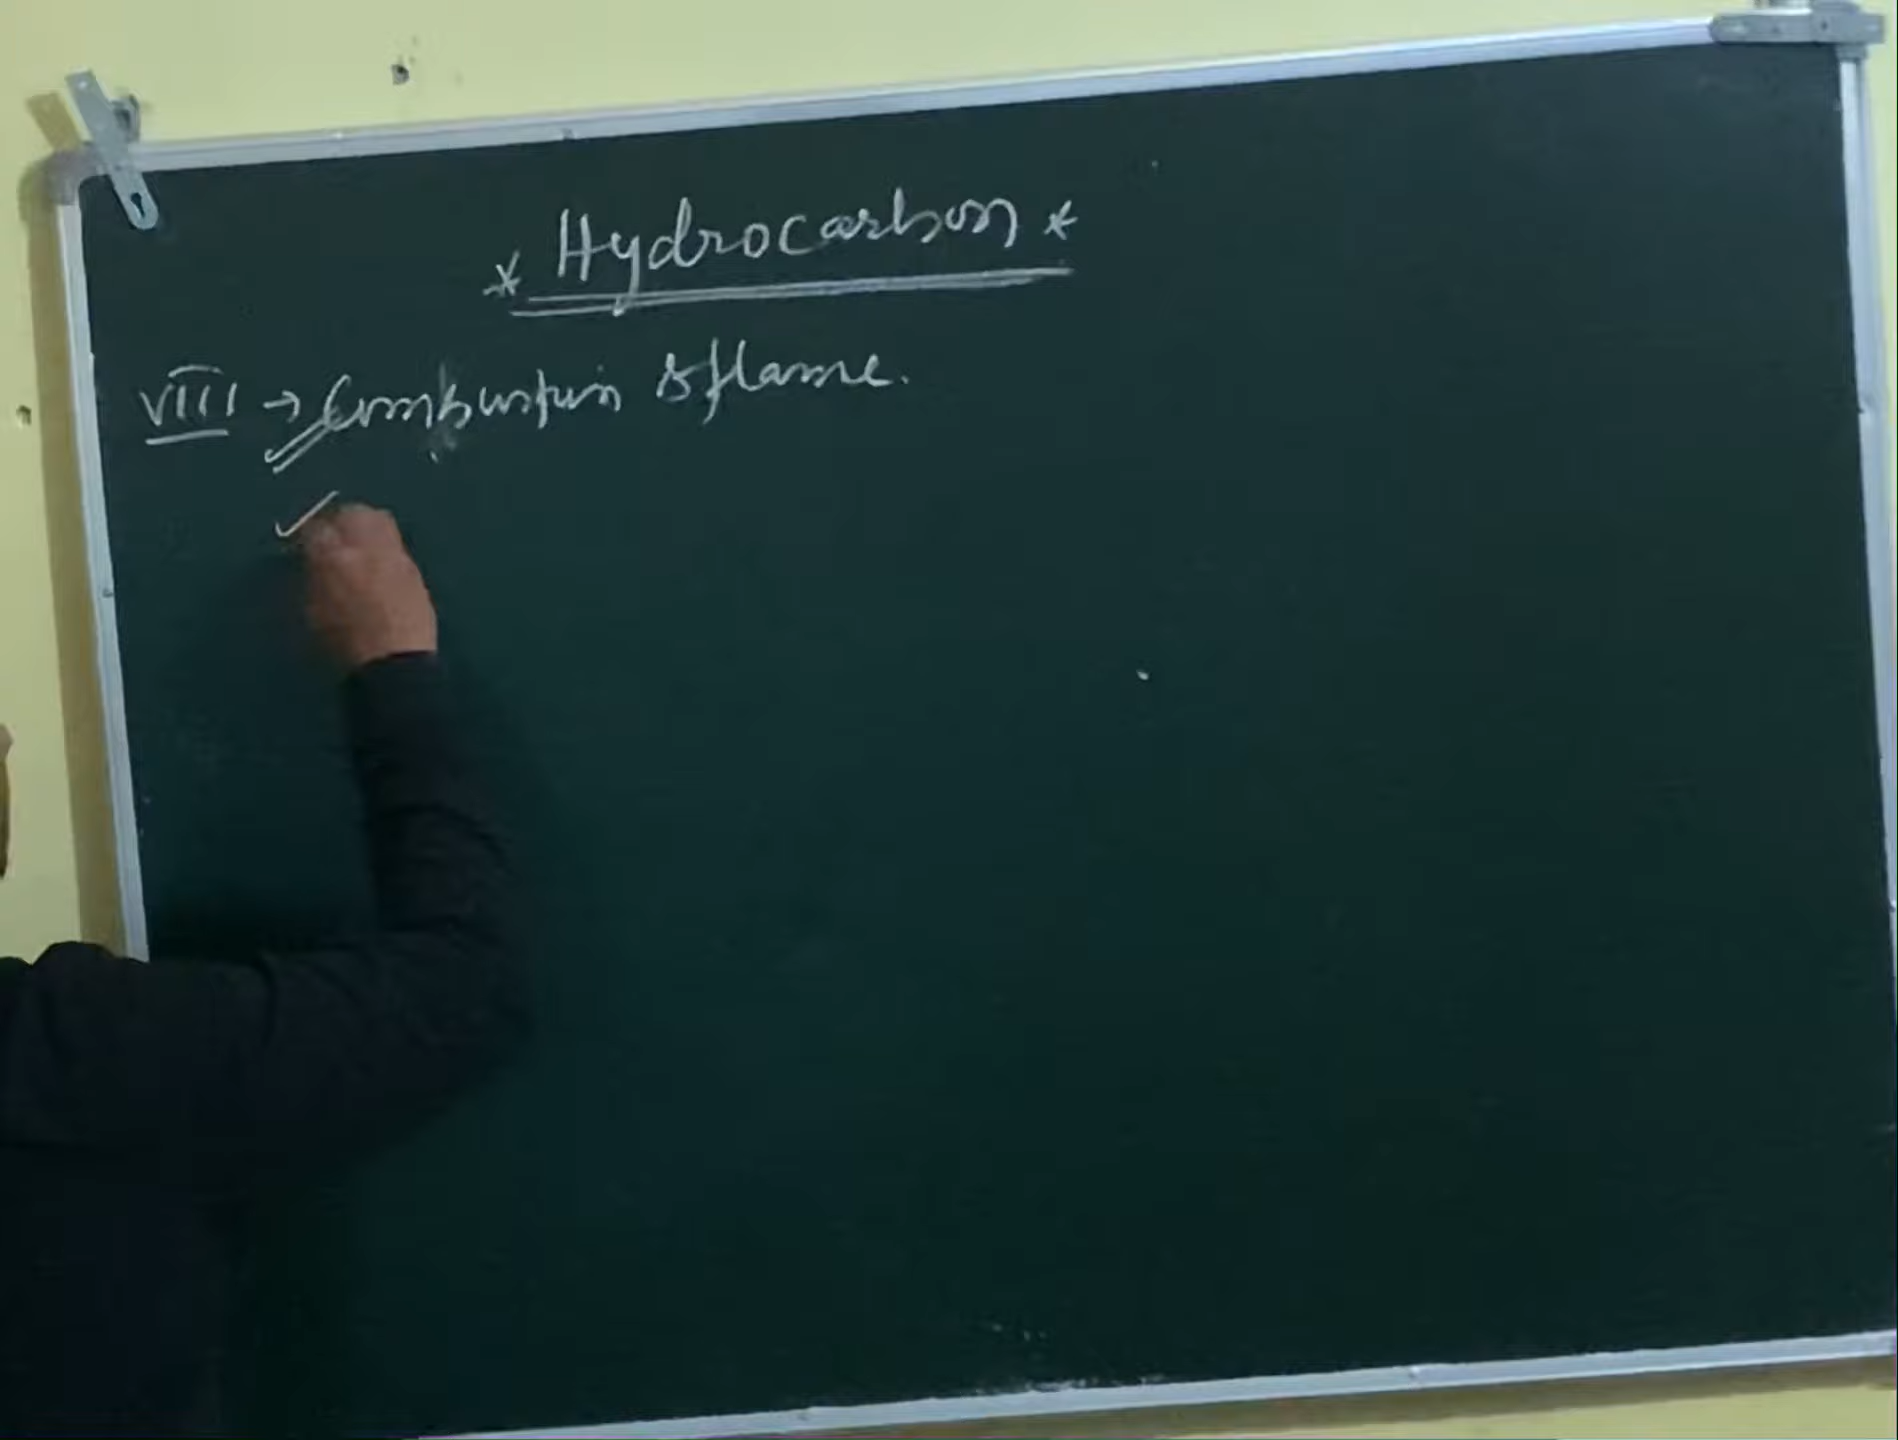 * Hydrocarbon *
VIII → Combustion & flame.